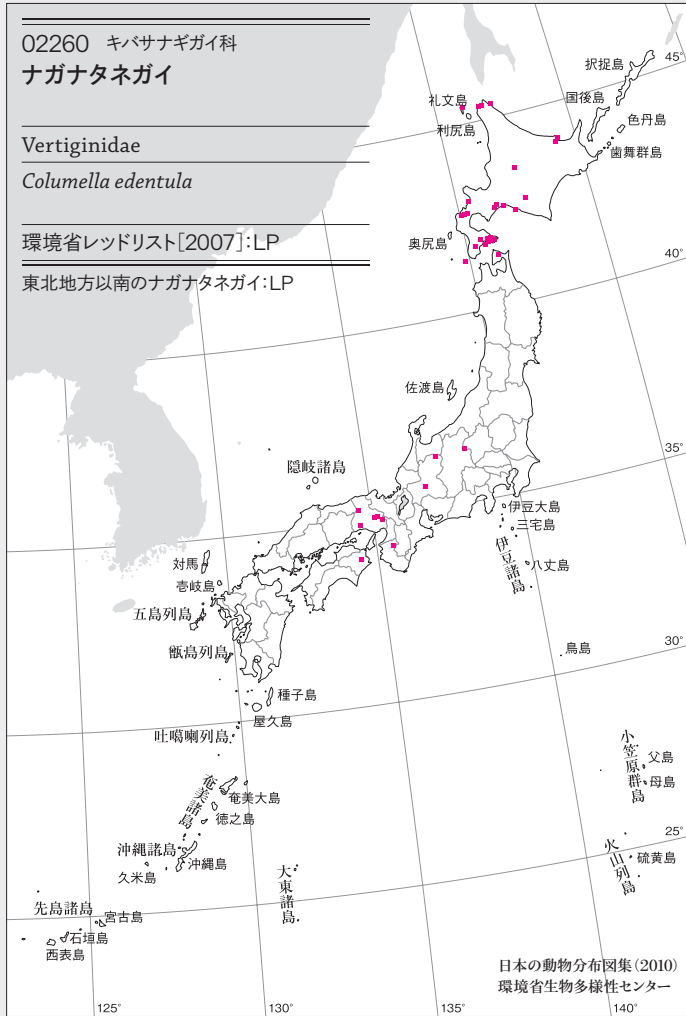 02260 キバサナギガイ科
ナガナタネガイ
Vertiginidae
Columella edentula
環境省レッドリスト[2007]:LP
東北地方以南のナガナタネガイ:LP
45°
択捉島
国後島
色丹島
歯舞群島
礼文島
利尻島
奥尻島
40°
佐渡島
35°
隠岐諸島
伊豆大島
三宅島
伊豆諸島
八丈島
対馬
壱岐島
五島列島
甑島列島
30°
鳥島
種子島
屋久島
吐噶喇列島
小笠原群島
父島
母島
奄美諸島
奄美大島
徳之島
25°
沖縄諸島
沖縄島
久米島
火山列島
硫黄島
大東諸島
先島諸島
宮古島
石垣島
西表島
日本の動物分布図集(2010)
環境省生物多様性センター
125°
130°
135°
140°